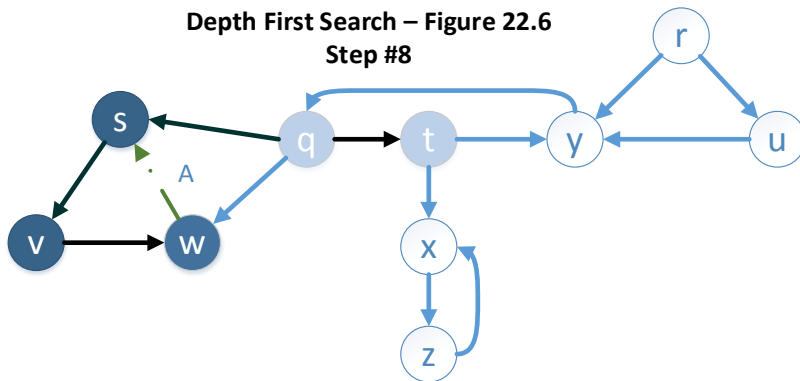 Depth First Search – Figure 22.6
Step #8
r
s
q
t
y
u
A
v
w
x
z